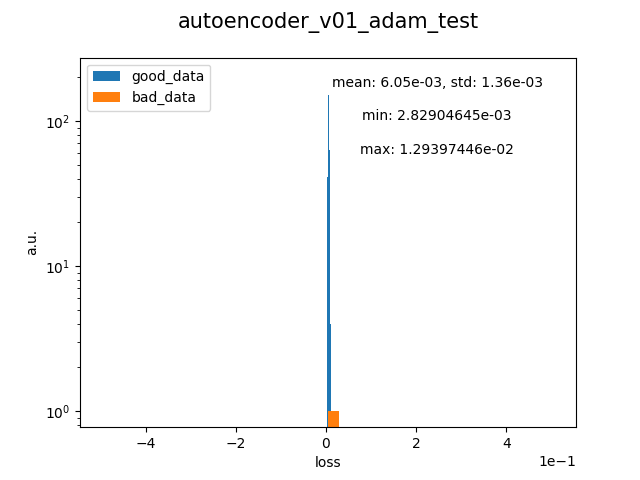 autoencoder_v01_adam_test
good_data
bad_data
mean: 6.05e-03, std: 1.36e-03
min: 2.82904645e-03
max: 1.29397446e-02
a.u.
10²
10¹
10⁰
−4
−2
0
2
4
loss
1e−1